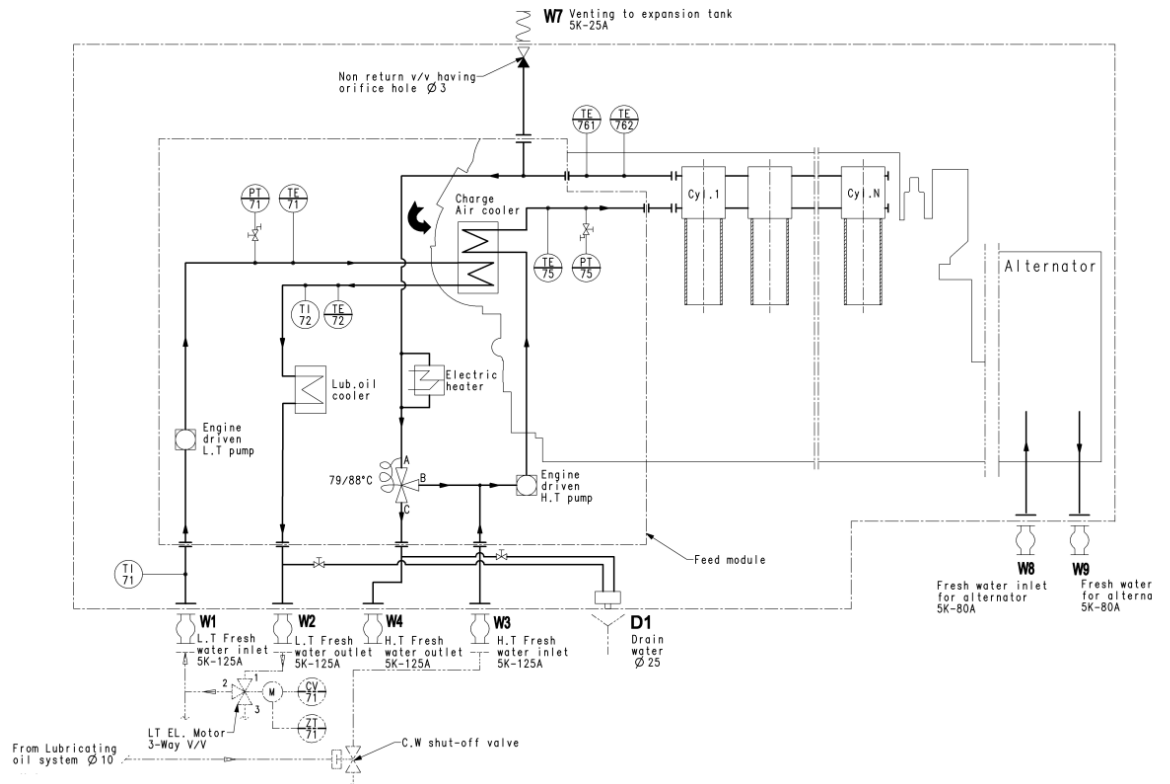 W7 Venting to expansion tank
5K-25A
Non return v/v having
orifice hole Ø3
TE
761
TE
762
PT
71
TE
71
Charge
Air cooler
Cyl.1
Cyl.N
TE
75
PT
75
Alternator
TI
72
TE
72
Lub.oil
cooler
Electric
heater
Engine
driven
L.T pump
79/88°C
A
B
C
Engine
driven
H.T pump
Feed module
TI
71
W8
Fresh water inlet
for alternator
5K-80A
W9
Fresh water
for alterna
5K-80A
W1
L.T Fresh
water inlet
5K-125A
W2
L.T Fresh
water outlet
5K-125A
W4
H.T Fresh
water outlet
5K-125A
W3
H.T Fresh
water inlet
5K-125A
D1
Drain
water
Ø25
1
2
3
M
CV
71
ZT
71
LT EL. Motor
3-Way V/V
C.W shut-off valve
From Lubricating
oil system Ø10